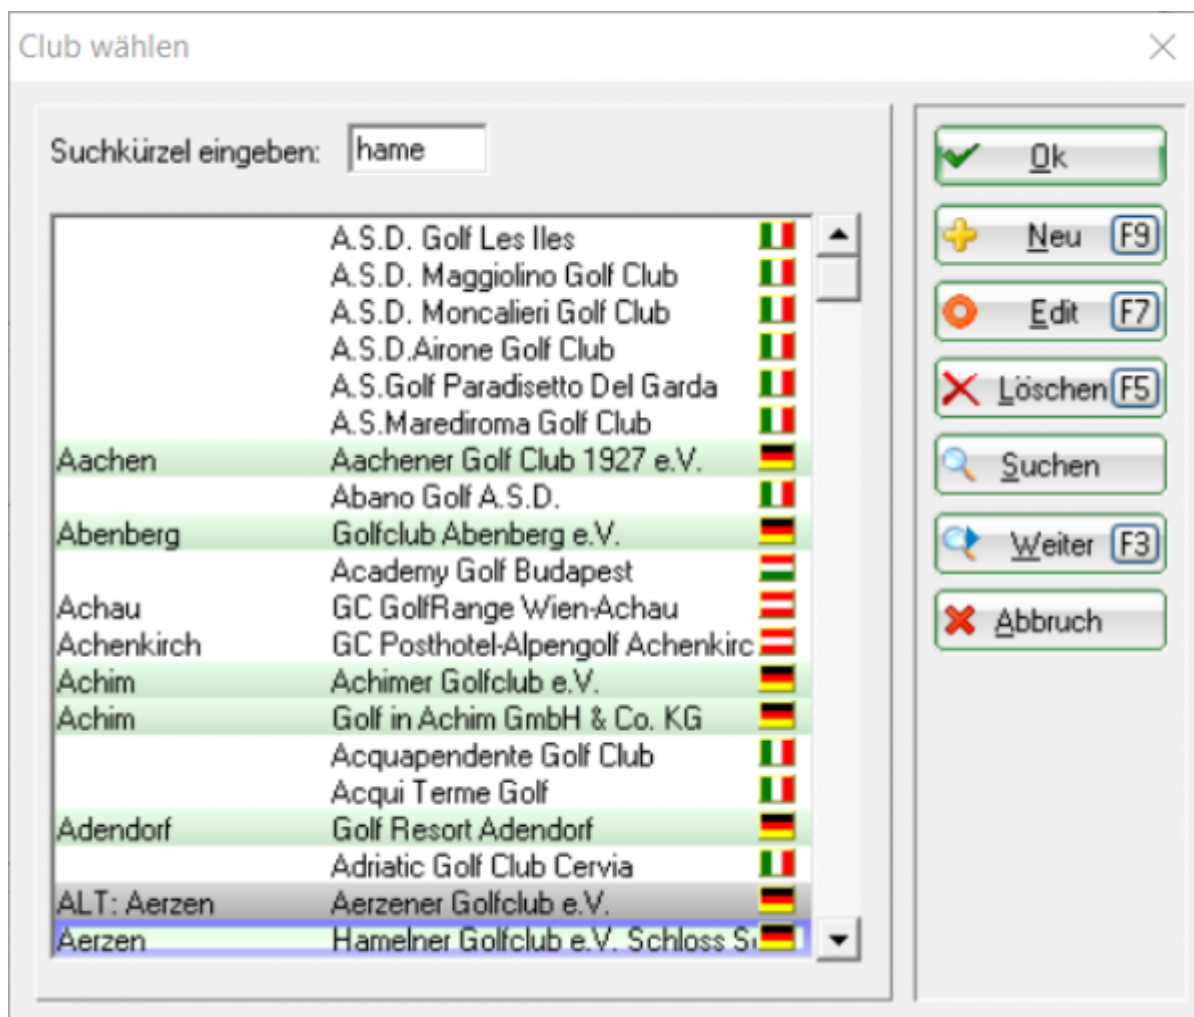 Club wählen
Suchkürzel eingeben: hame
A.S.D. Golf Les Iles
A.S.D. Maggiolino Golf Club
A.S.D. Moncalieri Golf Club
A.S.D.Airone Golf Club
A.S.Golf Paradisetto Del Garda
A.S.Marediroma Golf Club
Aachen Aachener Golf Club 1927 e.V.
Abano Golf A.S.D.
Abenberg Golfclub Abenberg e.V.
Academy Golf Budapest
Achau GC GolfRange Wien-Achau
Achenkirch GC Posthotel-Alpengolf Achenkirc
Achim Achimer Golfclub e.V.
Achim Golf in Achim GmbH & Co. KG
Acquapendente Golf Club
Acqui Terme Golf
Adendorf Golf Resort Adendorf
Adriatic Golf Club Cervia
ALT: Aerzen Aerzener Golfclub e.V.
Aerzen Hamelner Golfclub e.V. Schloss
Ok
Neu F9
Edit F7
Löschen F5
Suchen
Weiter F3
Abbruch